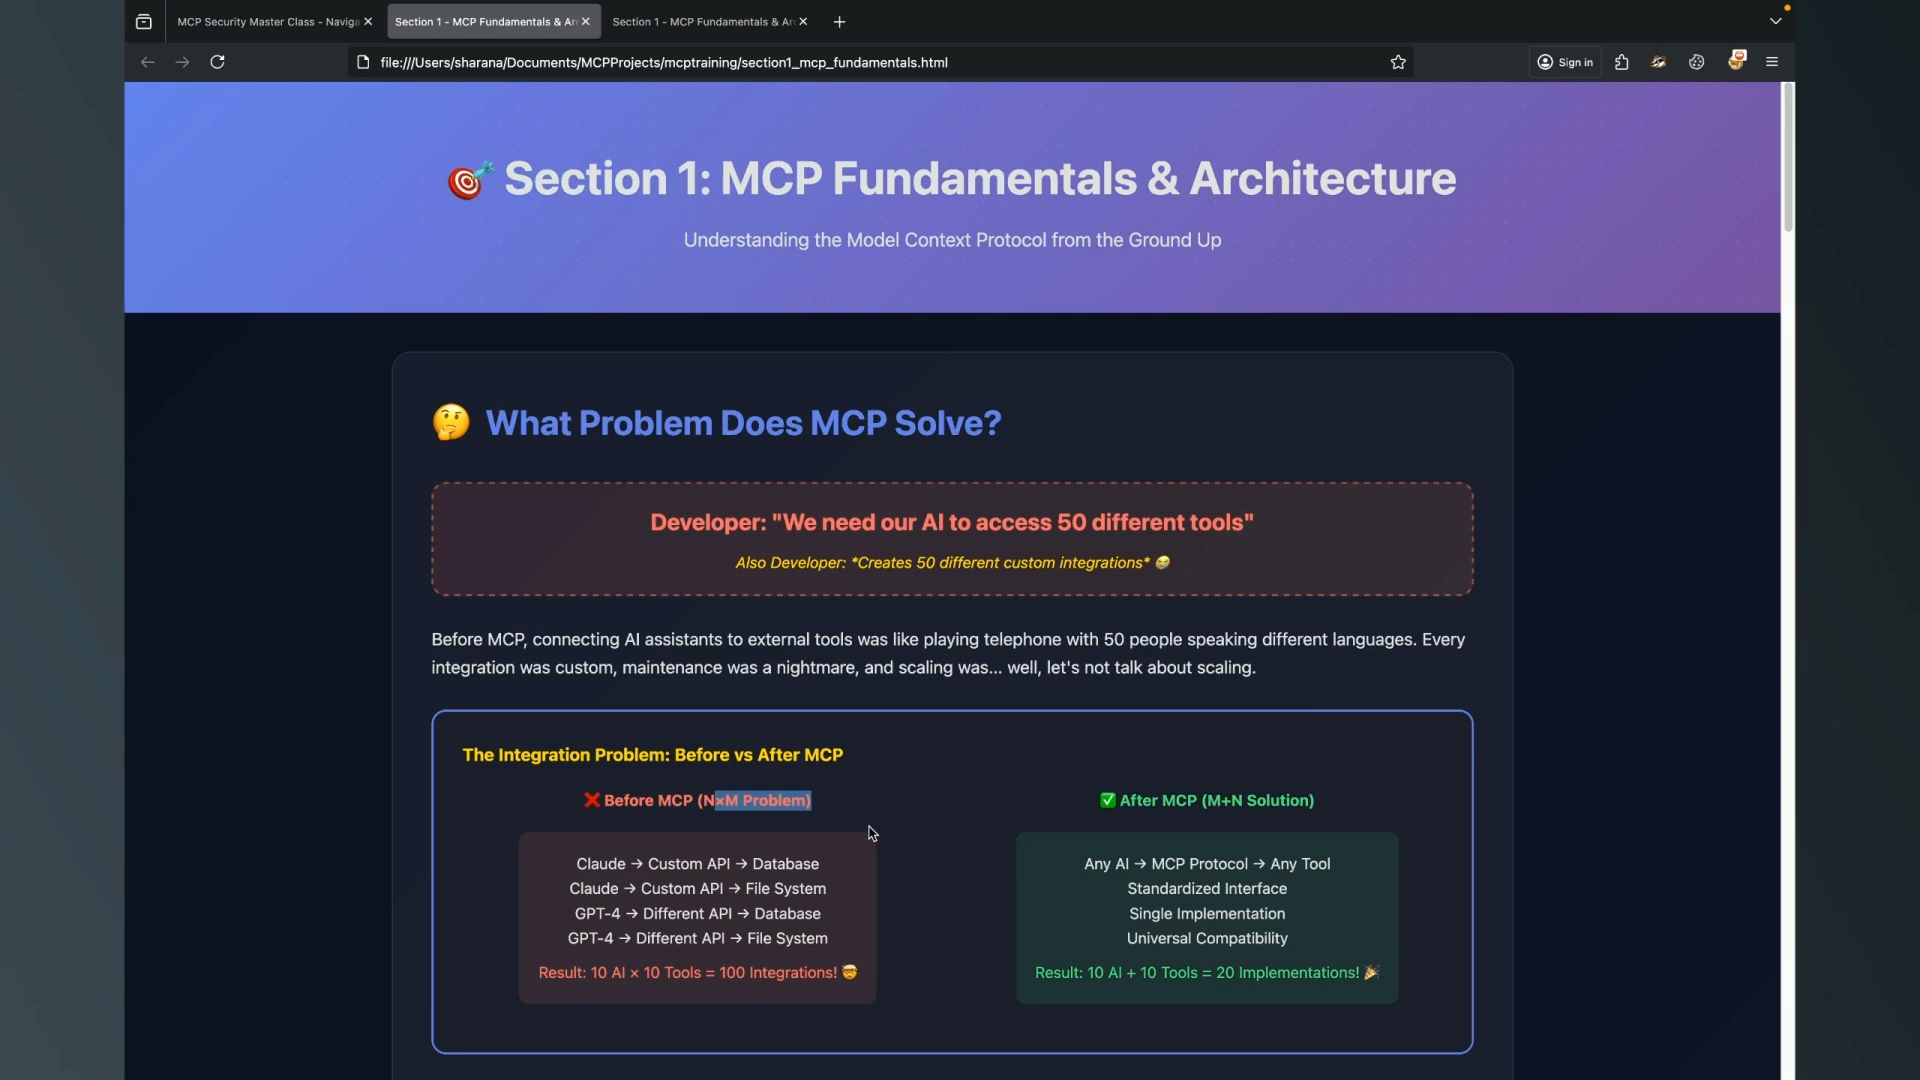 MCP Security Master Class - Naviga
Section 1 - MCP Fundamentals & Ar
Section 1 - MCP Fundamentals & Ar
file:///Users/sharana/Documents/MCPProjects/mcptraining/section1_mcp_fundamentals.html
Sign in
Section 1: MCP Fundamentals & Architecture
Understanding the Model Context Protocol from the Ground Up
What Problem Does MCP Solve?
Developer: "We need our AI to access 50 different tools"
Also Developer: *Creates 50 different custom integrations* 😂
Before MCP, connecting AI assistants to external tools was like playing telephone with 50 people speaking different languages. Every
integration was custom, maintenance was a nightmare, and scaling was... well, let's not talk about scaling.
The Integration Problem: Before vs After MCP
❌ Before MCP (N×M Problem)
Claude → Custom API → Database
Claude → Custom API → File System
GPT-4 → Different API → Database
GPT-4 → Different API → File System
Result: 10 AI × 10 Tools = 100 Integrations! 🤯
✅ After MCP (M+N Solution)
Any AI → MCP Protocol → Any Tool
Standardized Interface
Single Implementation
Universal Compatibility
Result: 10 AI + 10 Tools = 20 Implementations! 🎉